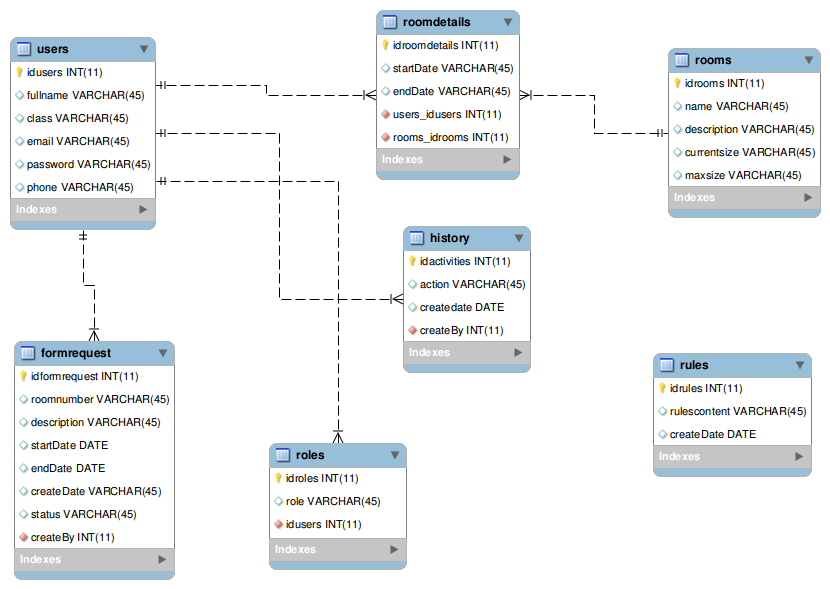 users
idusers INT(11)
fullname VARCHAR(45)
class VARCHAR(45)
email VARCHAR(45)
password VARCHAR(45)
phone VARCHAR(45)
Indexes
roomdetails
idroomdetails INT(11)
startDate VARCHAR(45)
endDate VARCHAR(45)
users_idusers INT(11)
rooms_idrooms INT(11)
Indexes
rooms
idrooms INT(11)
name VARCHAR(45)
description VARCHAR(45)
currentsize VARCHAR(45)
maxsize VARCHAR(45)
Indexes
history
idactivities INT(11)
action VARCHAR(45)
createdate DATE
createBy INT(11)
Indexes
formrequest
idformrequest INT(11)
roomnumber VARCHAR(45)
description VARCHAR(45)
startDate DATE
endDate DATE
createDate VARCHAR(45)
status VARCHAR(45)
createBy INT(11)
Indexes
roles
idroles INT(11)
role VARCHAR(45)
idusers INT(11)
Indexes
rules
idrules INT(11)
rulescontent VARCHAR(45)
createDate DATE
Indexes